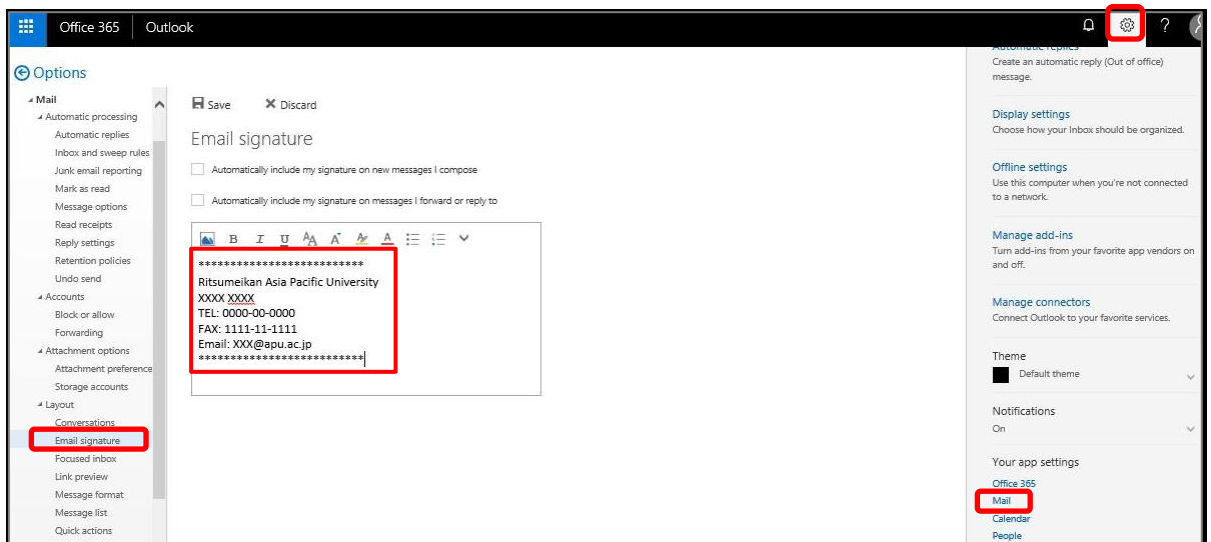 Office 365
Outlook
?
Options
Mail
Automatic processing
Automatic replies
Inbox and sweep rules
Junk email reporting
Mark as read
Message options
Read receipts
Reply settings
Retention policies
Undo send
Accounts
Block or allow
Forwarding
Attachment options
Attachment preference
Storage accounts
Layout
Conversations
Email signature
Focused inbox
Link preview
Message format
Message list
Quick actions
Save
Discard
Email signature
Automatically include my signature on new messages I compose
Automatically include my signature on messages I forward or reply to
B I U AA A A
**************************
Ritsumeikan Asia Pacific University
XXXX XXXX
TEL: 0000-00-0000
FAX: 1111-11-1111
Email: XXX@apu.ac.jp
**************************
Automatic replies
Create an automatic reply (Out of office)
message.
Display settings
Choose how your Inbox should be organized.
Offline settings
Use this computer when you're not connected
to a network.
Manage add-ins
Turn add-ins from your favorite app vendors on
and off.
Manage connectors
Connect Outlook to your favorite services.
Theme
Default theme
Notifications
On
Your app settings
Office 365
Mail
Calendar
People